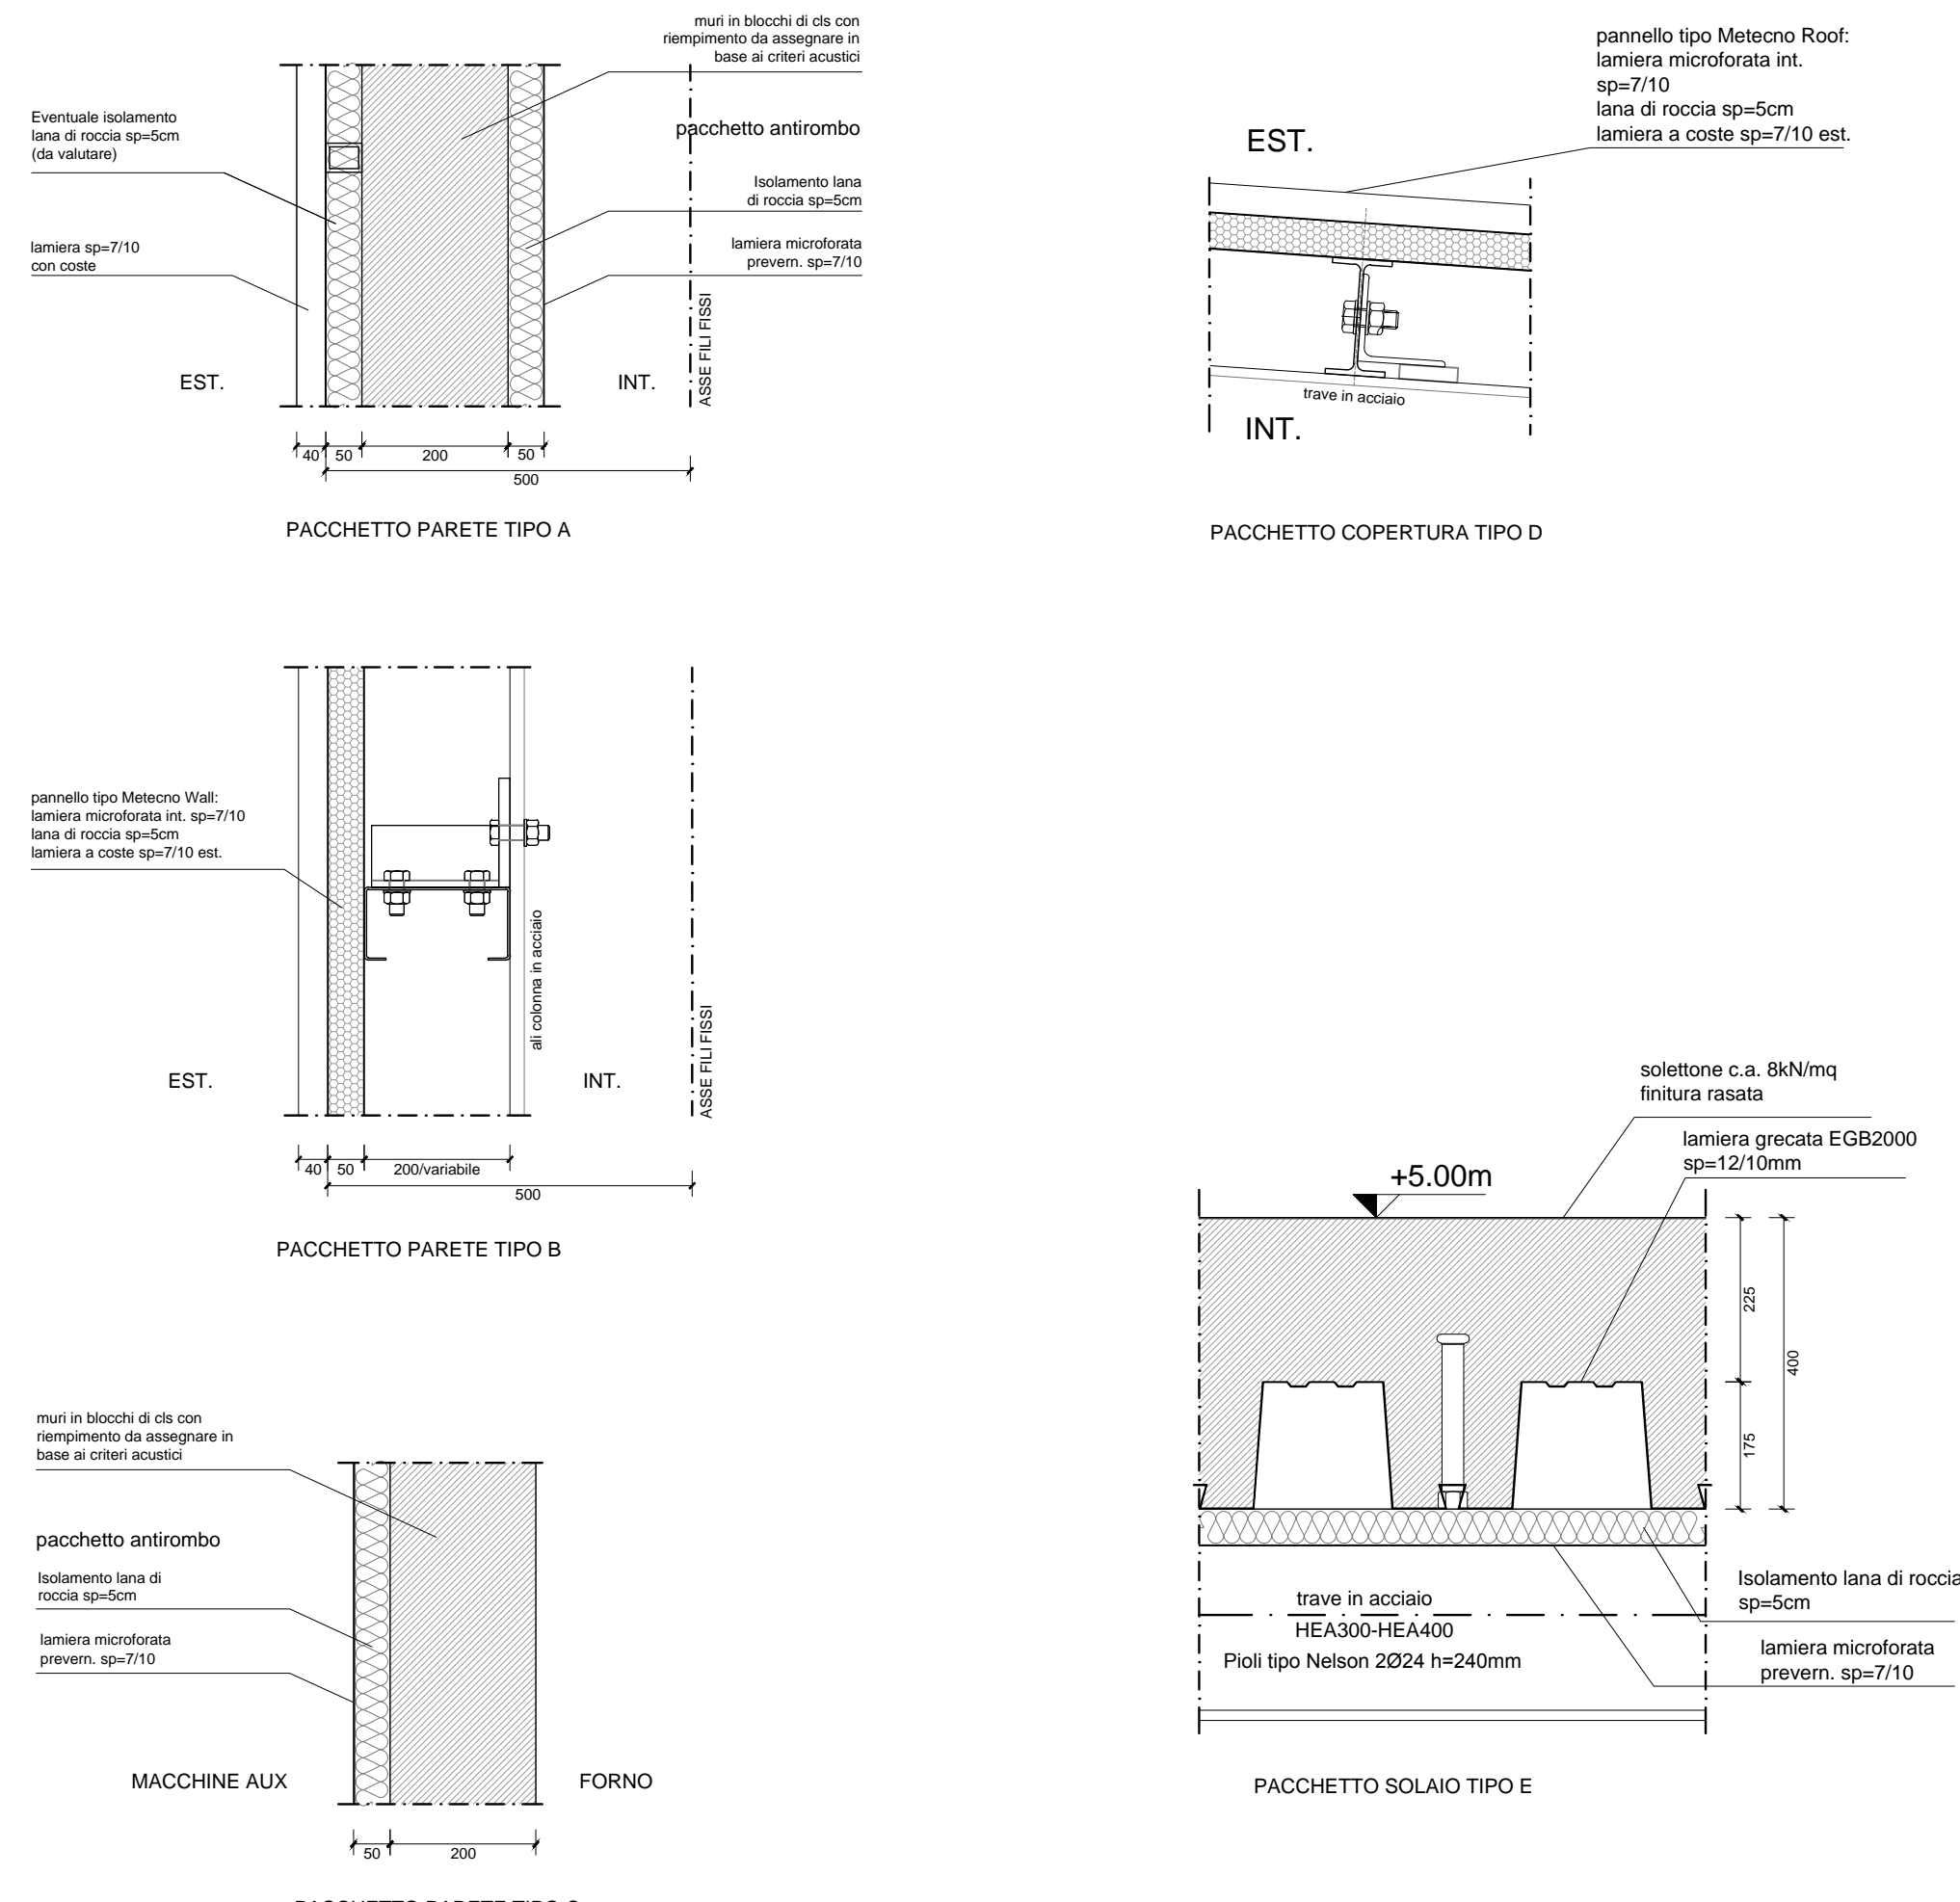 muri in blocchi di cls con
riempimento da assegnare in
base ai criteri acustici
Eventuale isolamento
lana di roccia sp=5cm
(da valutare)
pacchetto antirombo
Isolamento lana
di roccia sp=5cm
lamiera sp=7/10
con coste
lamiera microforata
prevern. sp=7/10
EST.
INT.
ASSE FILI FISSI
40
50
200
50
500
PACCHETTO PARETE TIPO A
pannello tipo Metecno Roof:
lamiera microforata int.
sp=7/10
lana di roccia sp=5cm
lamiera a coste sp=7/10 est.
EST.
trave in acciaio
INT.
PACCHETTO COPERTURA TIPO D
pannello tipo Metecno Wall:
lamiera microforata int. sp=7/10
lana di roccia sp=5cm
lamiera a coste sp=7/10 est.
ali colonna in acciaio
EST.
INT.
ASSE FILI FISSI
40
50
200/variabile
500
PACCHETTO PARETE TIPO B
solettone c.a. 8kN/mq
finitura rasata
lamiera grecata EGB2000
sp=12/10mm
+5.00m
225
400
175
Isolamento lana di roccia
sp=5cm
trave in acciaio
HEA300-HEA400
Pioli tipo Nelson 2Ø24 h=240mm
lamiera microforata
prevern. sp=7/10
PACCHETTO SOLAIO TIPO E
muri in blocchi di cls con
riempimento da assegnare in
base ai criteri acustici
pacchetto antirombo
Isolamento lana di
roccia sp=5cm
lamiera microforata
prevern. sp=7/10
MACCHINE AUX
FORNO
50
200
PACCHETTO PARETE TIPO